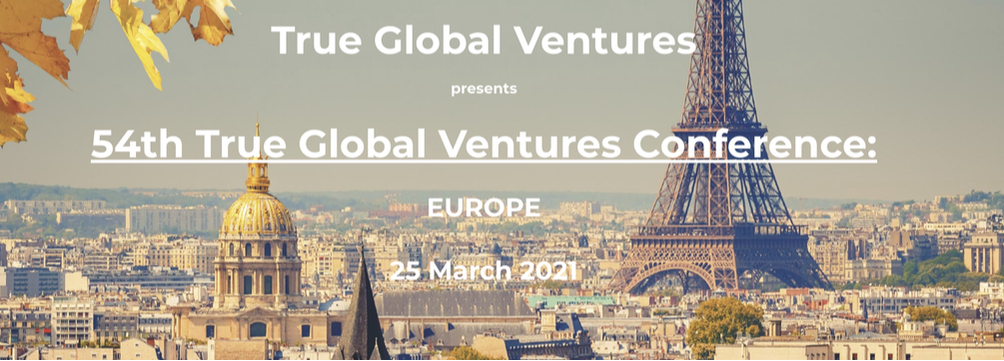 True Global Ventures
presents
54th True Global Ventures Conference:
EUROPE
25 March 2021